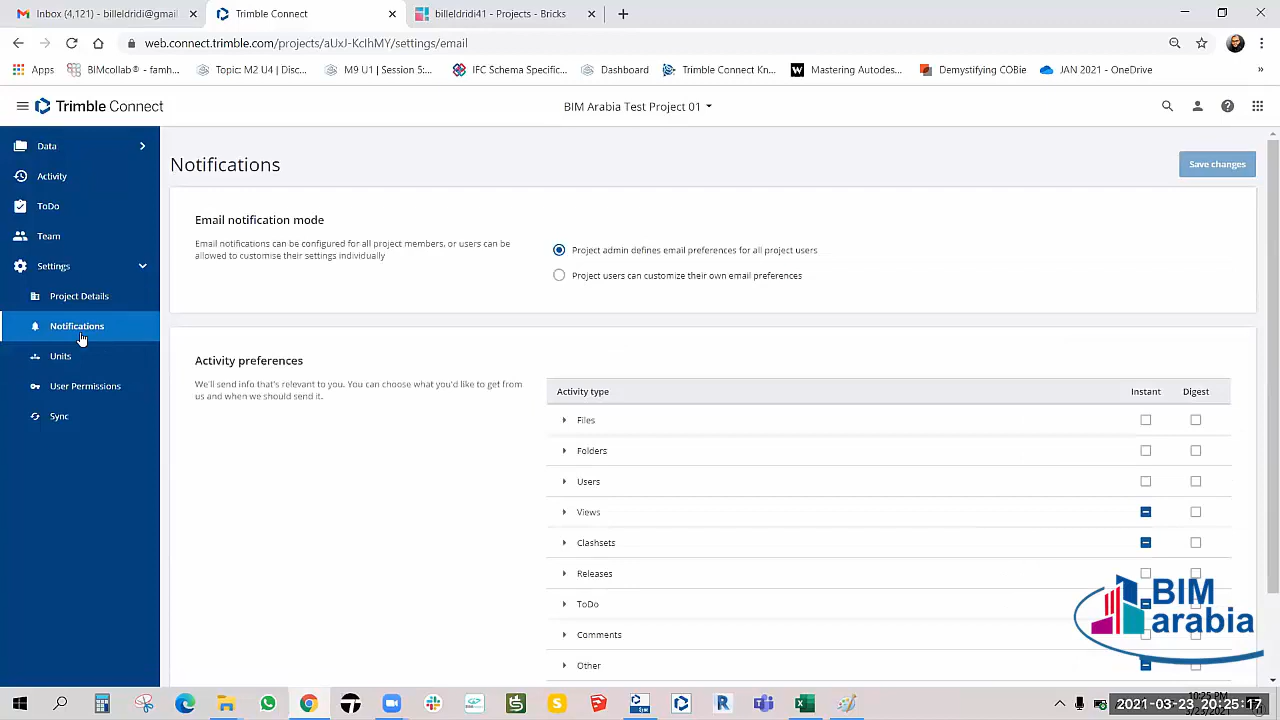 Inbox (4,121) - billeldridi@gmail
Trimble Connect
billeldridi41 - Projects - Bricks
web.connect.trimble.com/projects/aUxJ-KcIhMY/settings/email
Apps
BIMcollab® - famh...
Topic: M2 U4 | Disc...
M9 U1 | Session 5:...
IFC Schema Specific...
Dashboard
Trimble Connect Kn...
Mastering Autodes...
Demystifying COBie
JAN 2021 - OneDrive
»
Trimble Connect
BIM Arabia Test Project 01
Data
Activity
ToDo
Team
Settings
Project Details
Notifications
Units
User Permissions
Sync
Notifications
Save changes
Email notification mode
Email notifications can be configured for all project members, or users can be
allowed to customise their settings individually
Project admin defines email preferences for all project users
Project users can customize their own email preferences
Activity preferences
We'll send info that's relevant to you. You can choose what you'd like to get from
us and when we should send it.
Activity type Instant Digest
Files
Folders
Users
Views
Clashsets
Releases
ToDo
Comments
Other
BIM
arabia
10:25 PM
2021-03-23 20:25:17